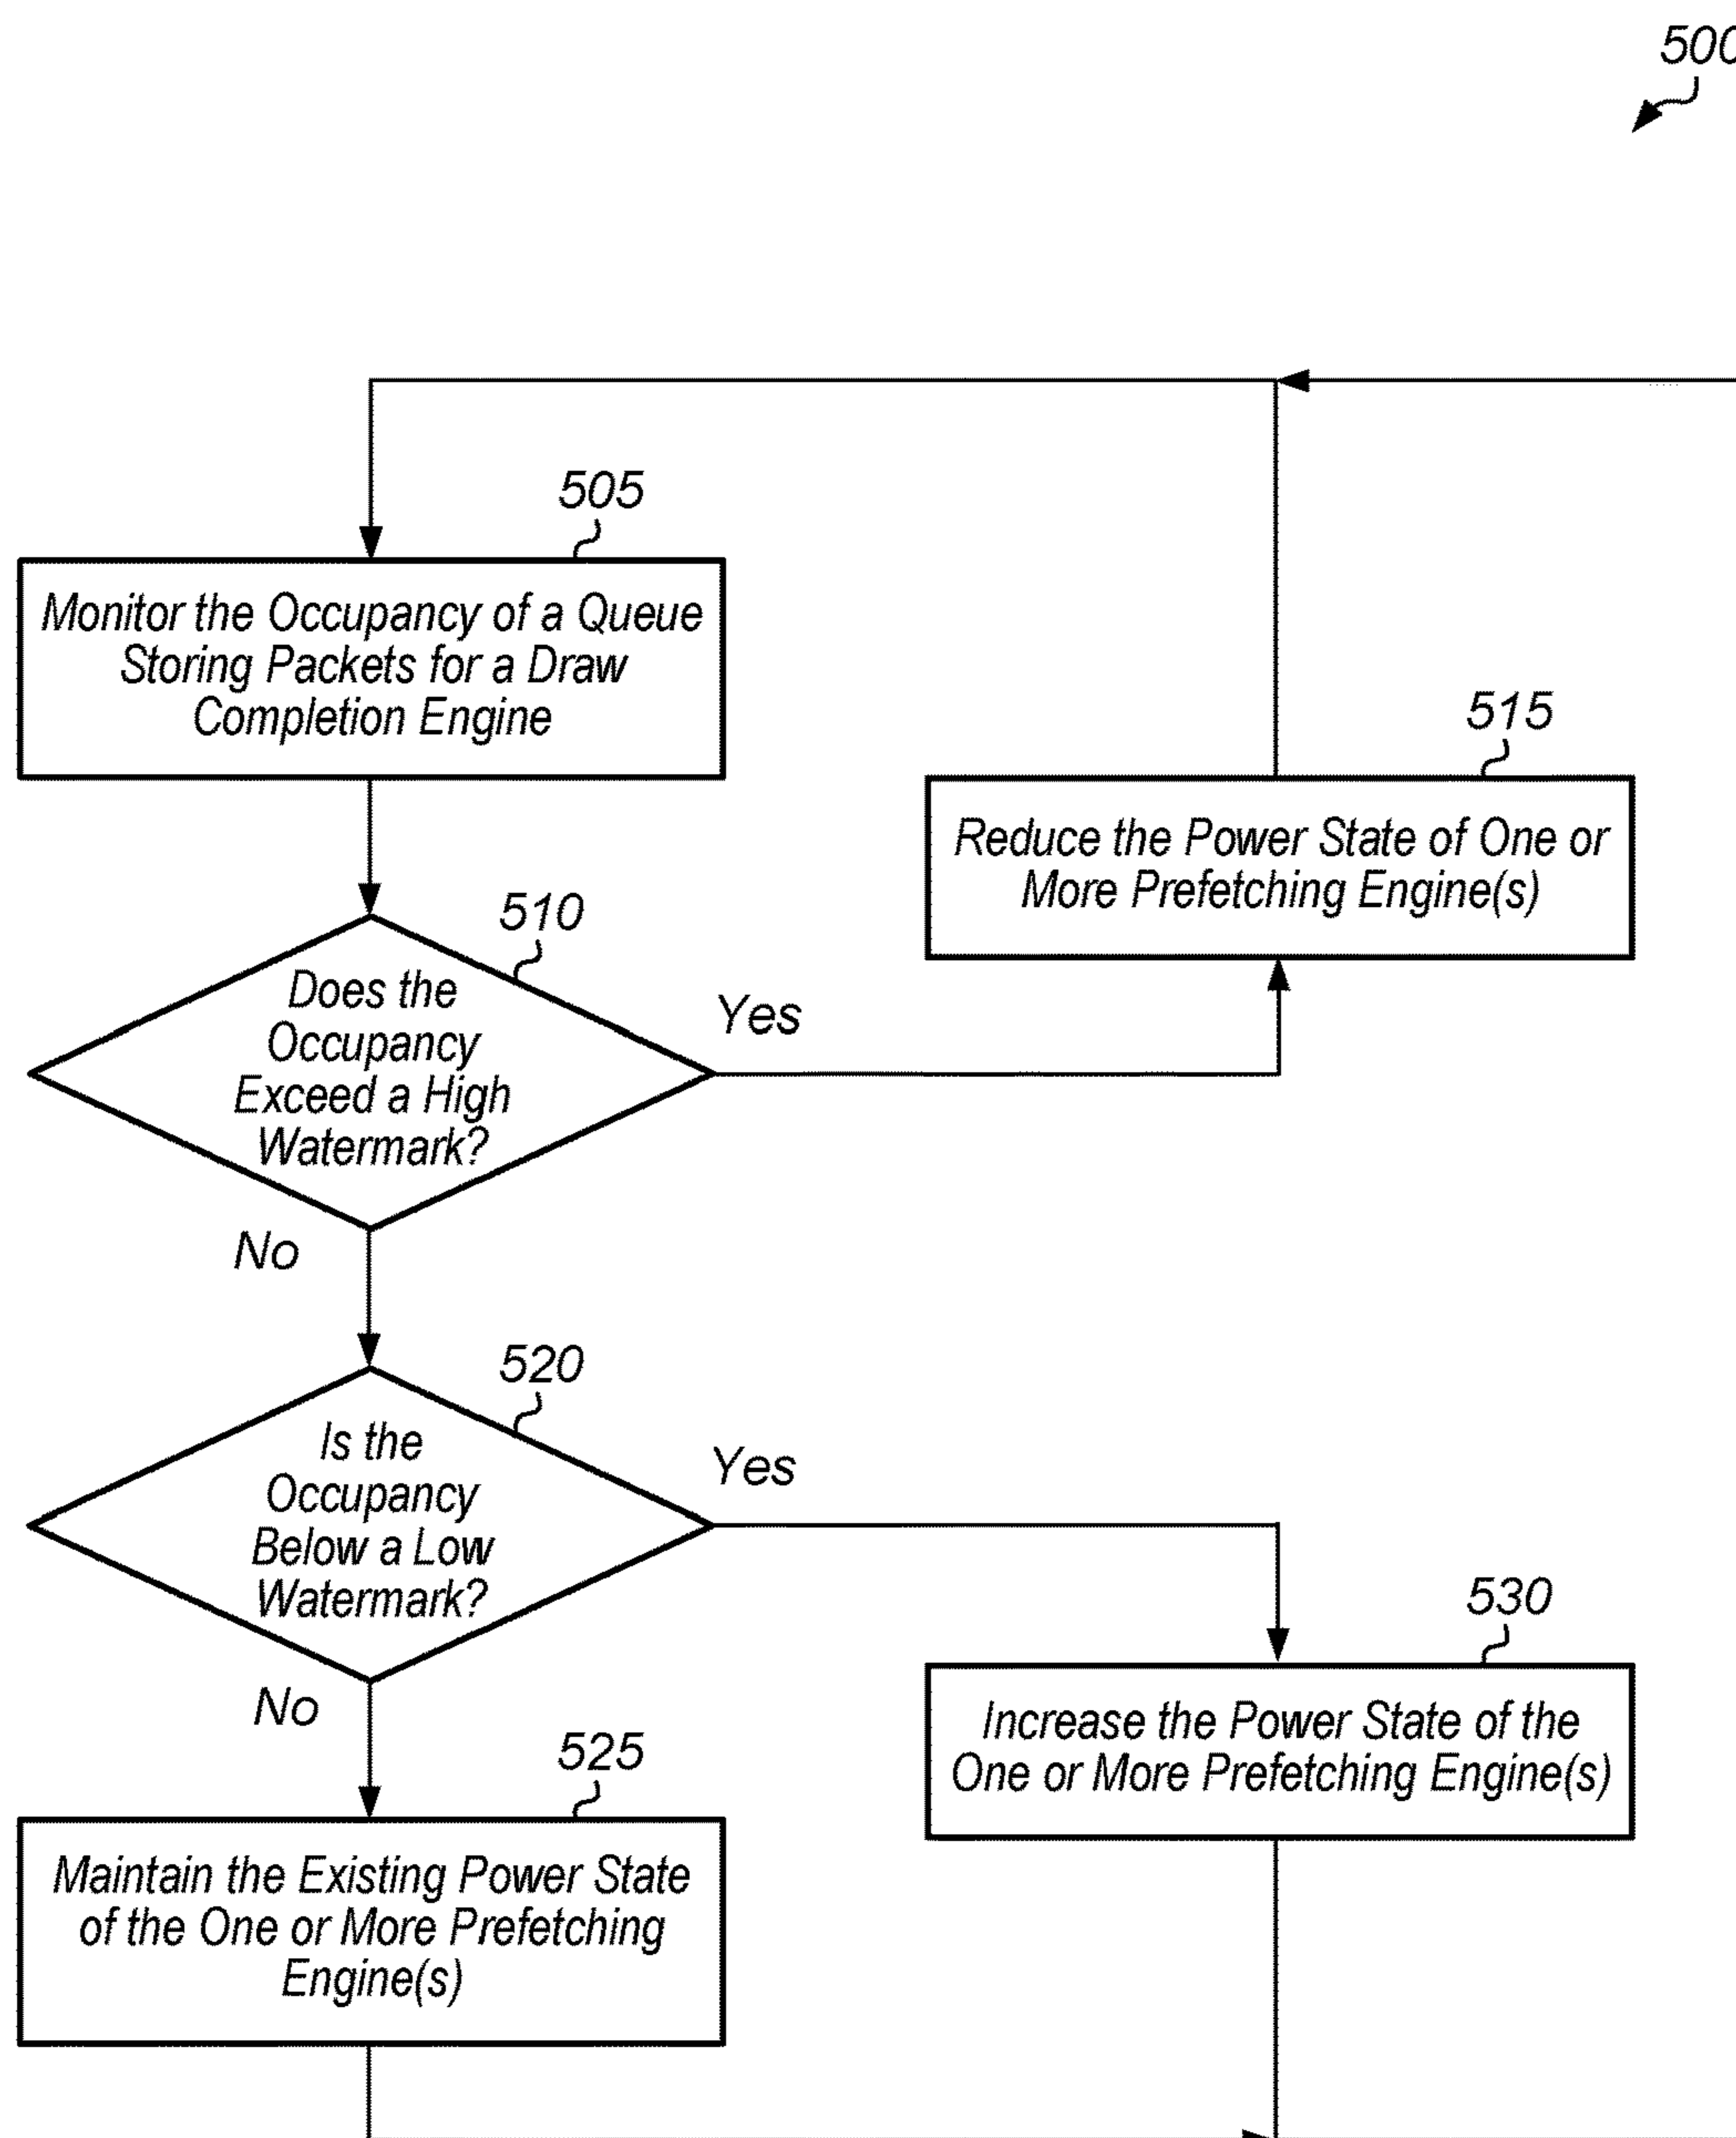 500
505
Monitor the Occupancy of a Queue
Storing Packets for a Draw
Completion Engine
515
Reduce the Power State of One or
More Prefetching Engine(s)
510
Does the
Occupancy
Exceed a High
Watermark?
Yes
No
520
Is the
Occupancy
Below a Low
Watermark?
Yes
No
530
Increase the Power State of the
One or More Prefetching Engine(s)
525
Maintain the Existing Power State
of the One or More Prefetching
Engine(s)